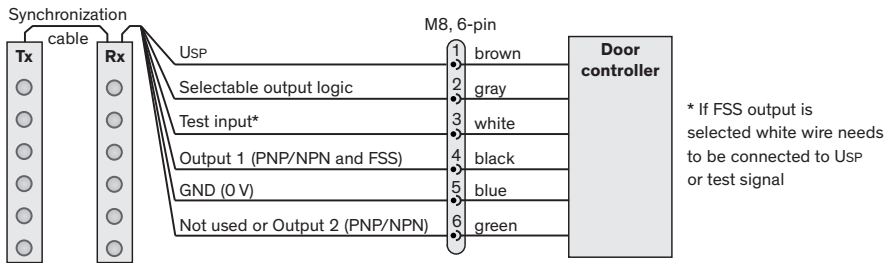 Synchronization
cable
Tx
Rx
M8, 6-pin
USP
1
brown
Selectable output logic
2
gray
Test input*
3
white
Output 1 (PNP/NPN and FSS)
4
black
GND (0 V)
5
blue
Not used or Output 2 (PNP/NPN)
6
green
Door
controller
* If FSS output is
selected white wire needs
to be connected to USP
or test signal